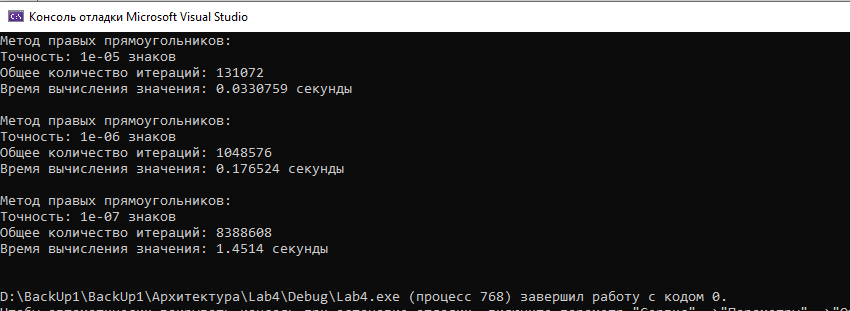 Консоль отладки Microsoft Visual Studio
Метод правых прямоугольников:
Точность: 1e-05 знаков
Общее количество итераций: 131072
Время вычисления значения: 0.0330759 секунды
Метод правых прямоугольников:
Точность: 1e-06 знаков
Общее количество итераций: 1048576
Время вычисления значения: 0.176524 секунды
Метод правых прямоугольников:
Точность: 1e-07 знаков
Общее количество итераций: 8388608
Время вычисления значения: 1.4514 секунды
D:\BackUp1\BackUp1\Архитектура\Lab4\Debug\Lab4.exe (процесс 768) завершил работу с кодом 0.